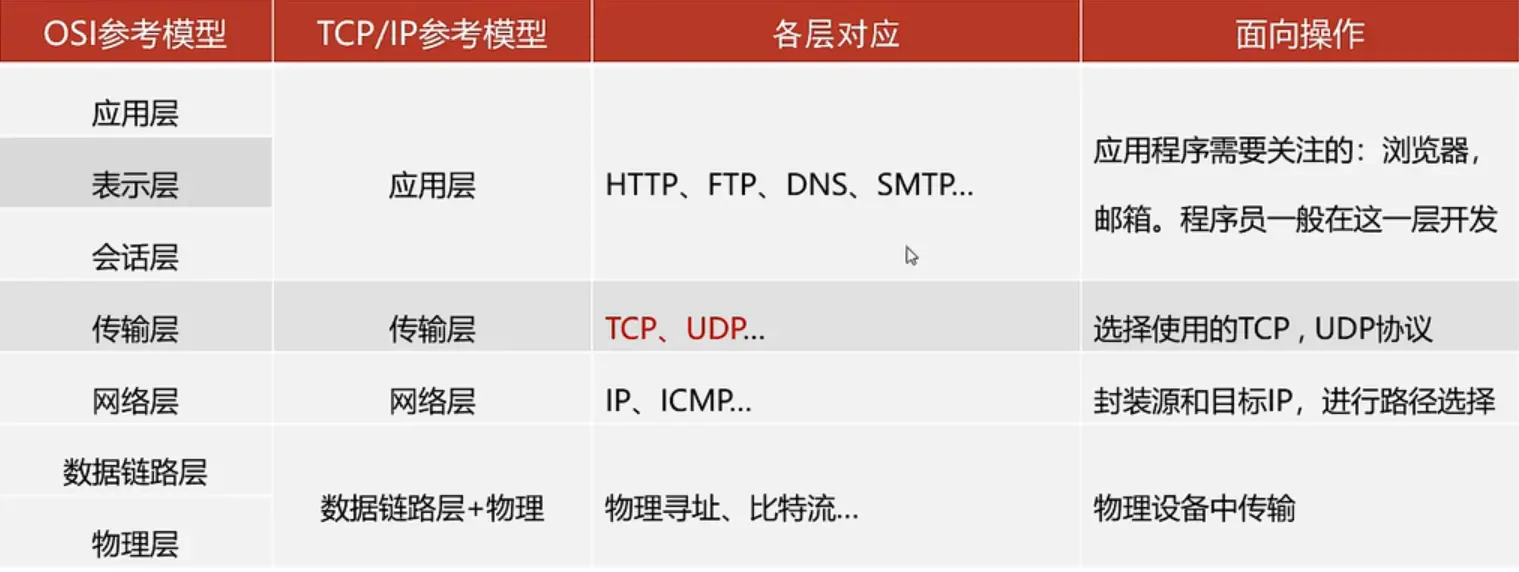 OSI参考模型 TCP/IP参考模型 各层对应 面向操作
应用层
表示层
会话层
应用层
HTTP、FTP、DNS、SMTP...
应用程序需要关注的：浏览器，
邮箱。程序员一般在这一层开发
传输层 传输层 TCP、UDP... 选择使用的TCP , UDP协议
网络层 网络层 IP、ICMP... 封装源和目标IP，进行路径选择
数据链路层
物理层
数据链路层+物理
物理寻址、比特流...
物理设备中传输